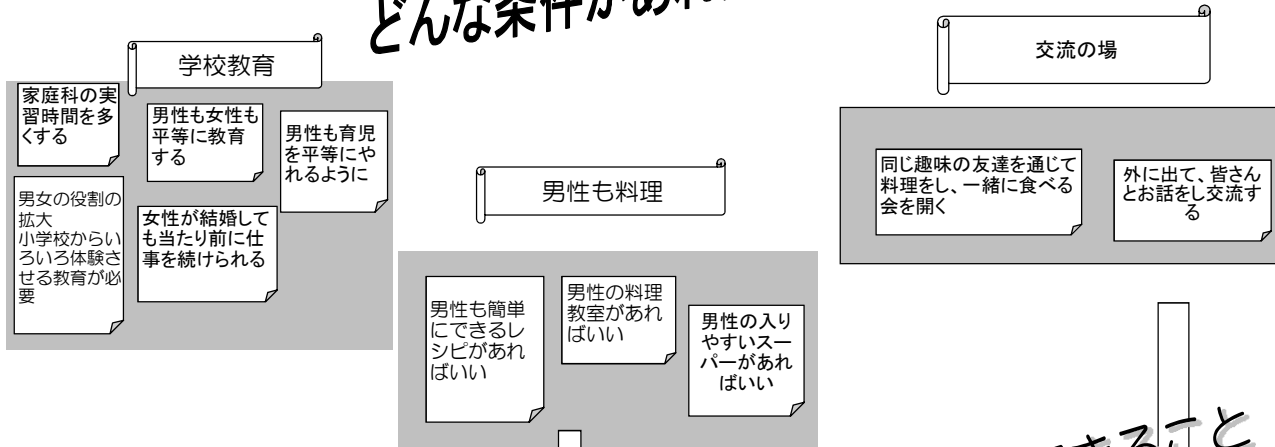 どんな条件があれ
学校教育
家庭科の実
習時間を多
くする
男性も女性も
平等に教育
する
男性も育児
を平等にや
れるように
男女の役割の
拡大
小学校からい
ろいろ体験さ
せる教育が必
要
女性が結婚して
も当たり前に仕
事を続けられる
男性も料理
男性も簡単
にできるレ
シピがあれ
ばいい
男性の料理
教室があれ
ばいい
男性の入り
やすいスー
パーがあれ
ばいい
交流の場
同じ趣味の友達を通じて
料理をし、一緒に食べる
会を開く
外に出て、皆さん
とお話をし交流す
る
きること